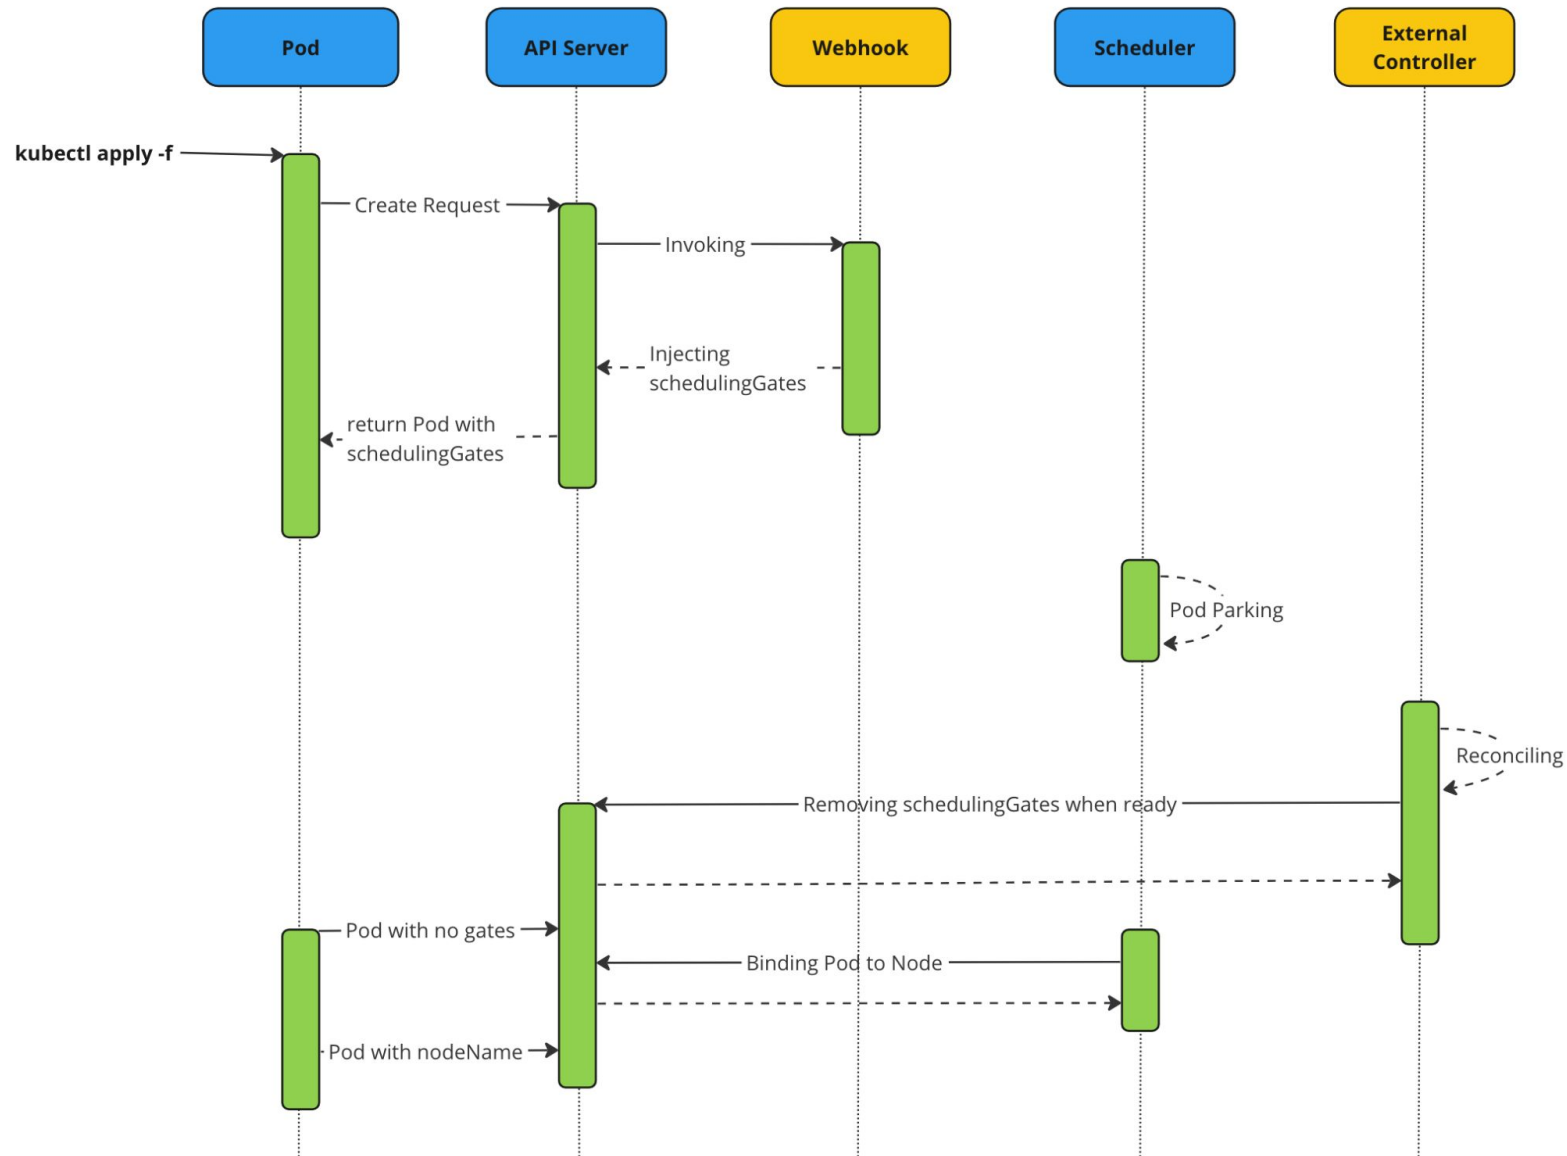 Pod
API Server
Webhook
Scheduler
External
Controller
kubectl apply -f
Create Request
Invoking
Injecting
schedulingGates
return Pod with
schedulingGates
Pod Parking
Reconciling
Removing schedulingGates when ready
Pod with no gates
Binding Pod to Node
Pod with nodeName